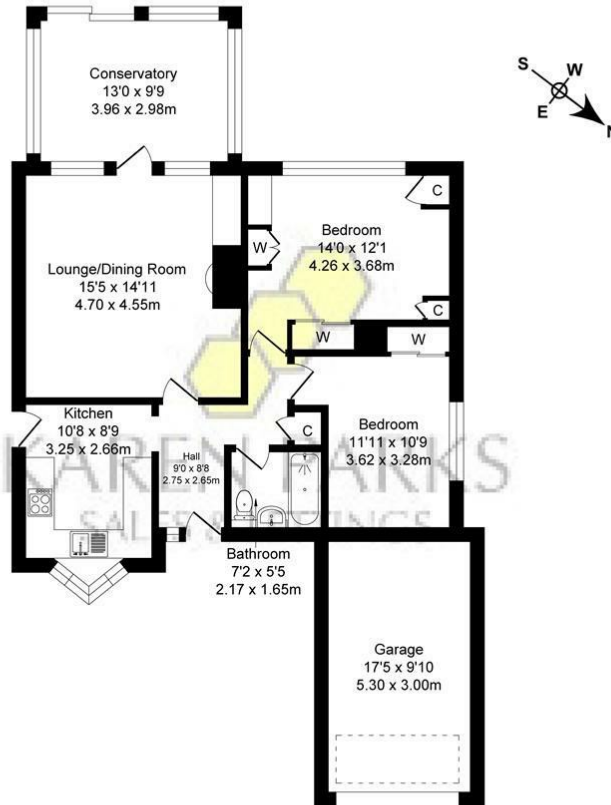 Conservatory
13'0 x 9'9
3.96 x 2.98m
S
W
E
N
C
Bedroom
14'0 x 12'1
4.26 x 3.68m
W
Lounge/Dining Room
15'5 x 14'11
4.70 x 4.55m
C
W
W
Kitchen
10'8 x 8'9
3.25 x 2.66m
Bedroom
11'11 x 10'9
3.62 x 3.28m
C
Hall
9'0 x 8'8
2.75 x 2.65m
KAREN PARKS
SALES & LETTINGS
Bathroom
7'2 x 5'5
2.17 x 1.65m
Garage
17'5 x 9'10
5.30 x 3.00m